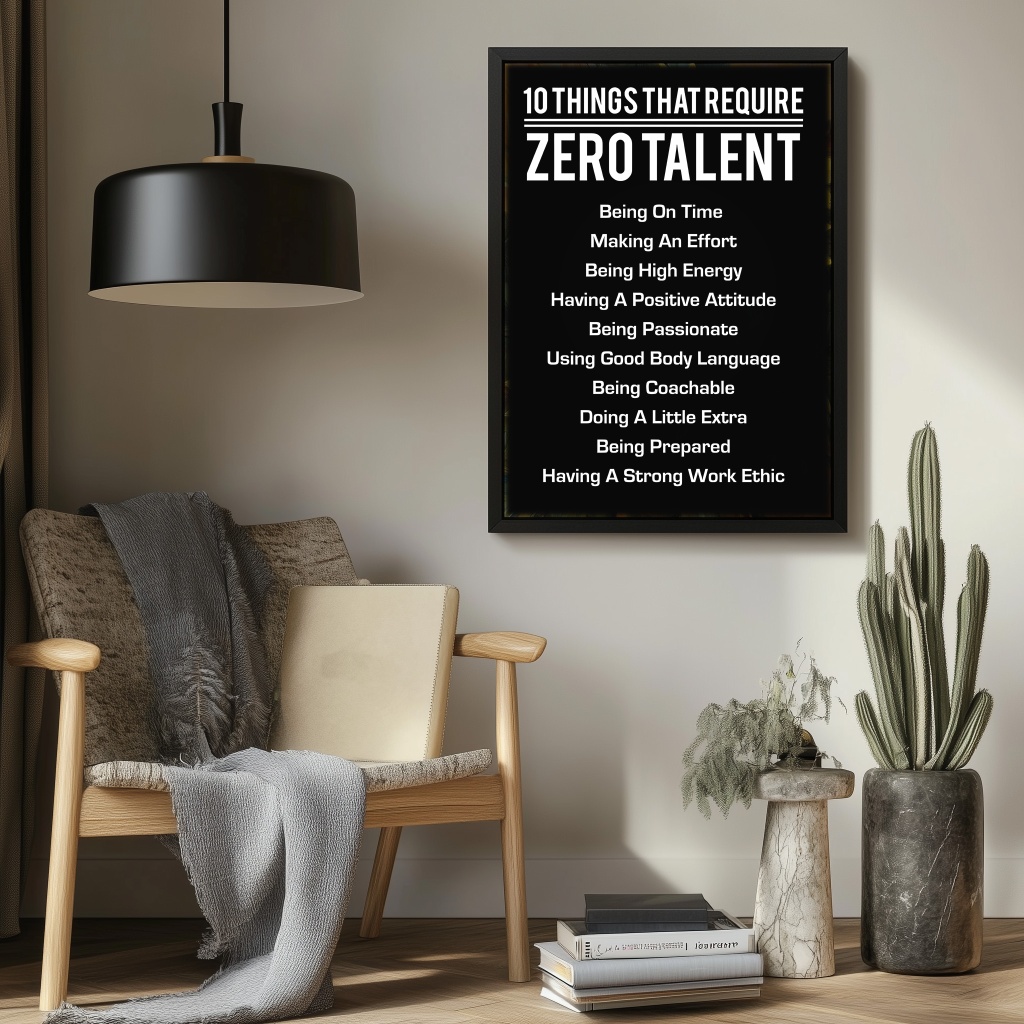 10 THINGS THAT REQUIRE
ZERO TALENT
Being On Time
Making An Effort
Being High Energy
Having A Positive Attitude
Being Passionate
Using Good Body Language
Being Coachable
Doing A Little Extra
Being Prepared
Having A Strong Work Ethic